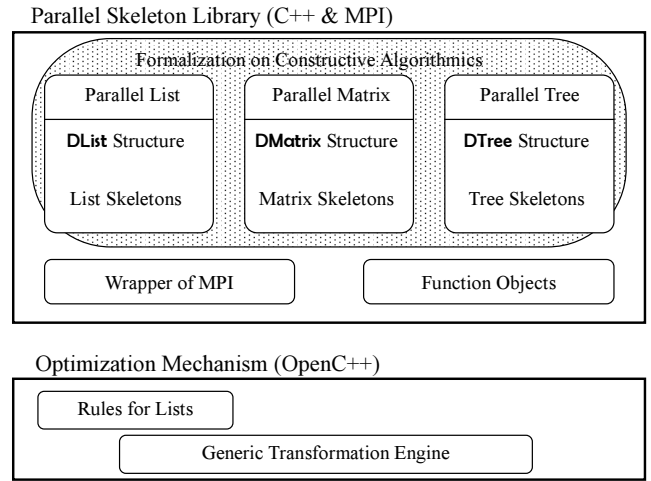 Parallel Skeleton Library (C++ & MPI)
Formalization on Constructive Algorithmics
Parallel List
DList Structure
List Skeletons
Parallel Matrix
DMatrix Structure
Matrix Skeletons
Parallel Tree
DTree Structure
Tree Skeletons
Wrapper of MPI
Function Objects
Optimization Mechanism (OpenC++)
Rules for Lists
Generic Transformation Engine